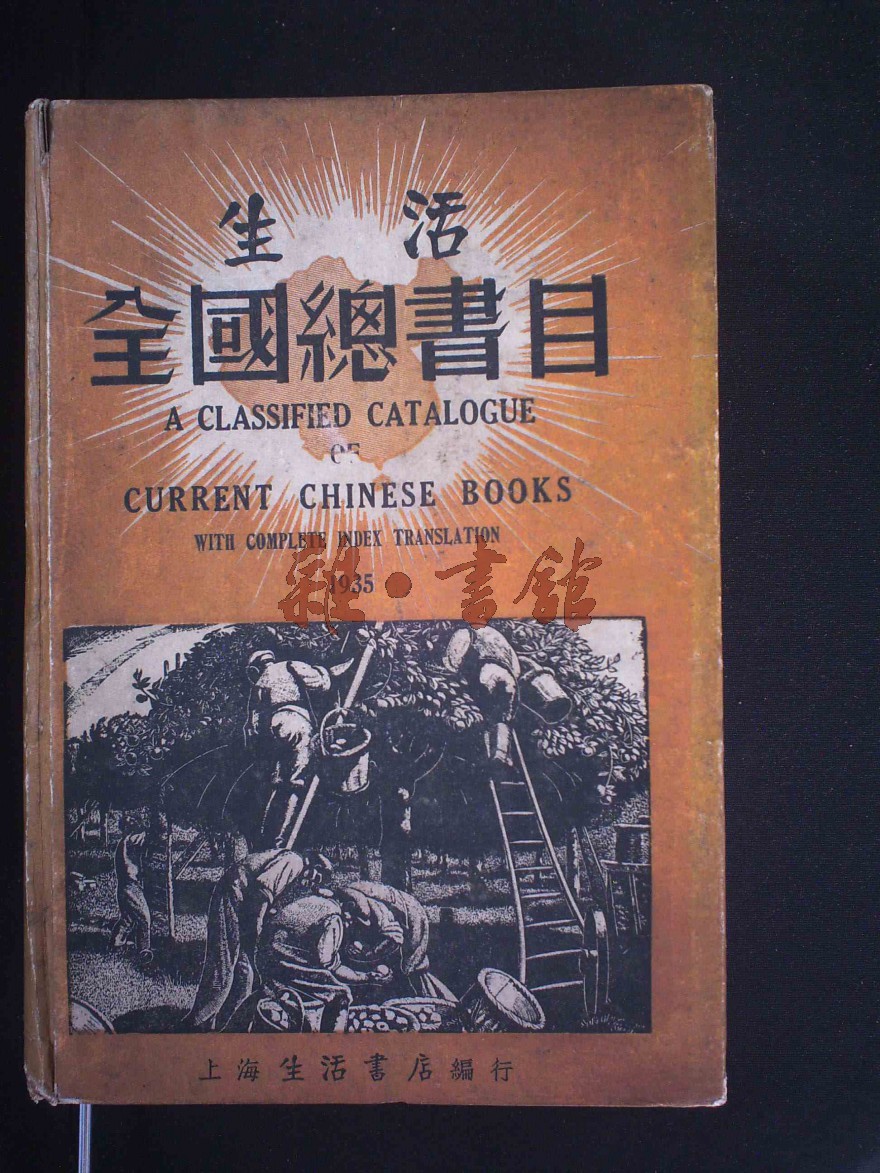 生活
全國總書目
A CLASSIFIED CATALOGUE
OF
CURRENT CHINESE BOOKS
WITH COMPLETE INDEX TRANSLATION
1935
雜·書館
上海生活書店編行